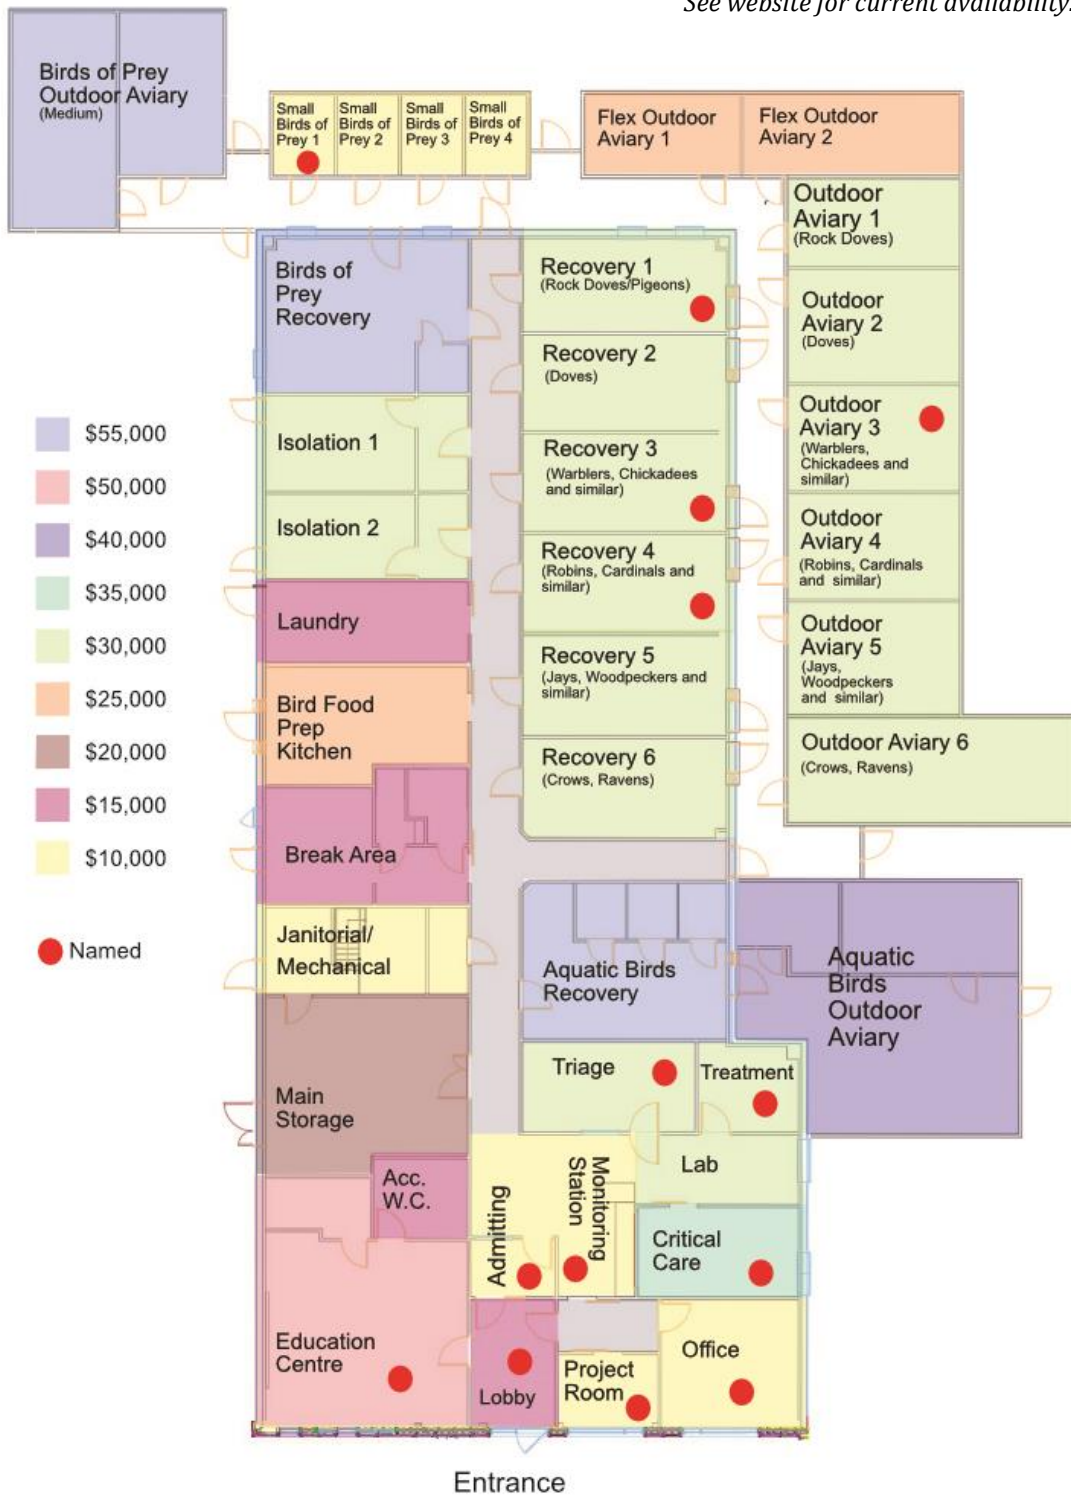 See website for current availability.
Birds of Prey
Outdoor Aviary
(Medium)
Small
Birds of
Prey 1
Small
Birds of
Prey 2
Small
Birds of
Prey 3
Small
Birds of
Prey 4
Flex Outdoor
Aviary 1
Flex Outdoor
Aviary 2
Outdoor
Aviary 1
(Rock Doves)
Outdoor
Aviary 2
(Doves)
Outdoor
Aviary 3
(Warblers,
Chickadees and
similar)
Outdoor
Aviary 4
(Robins, Cardinals
and similar)
Outdoor
Aviary 5
(Jays,
Woodpeckers
and similar)
Outdoor Aviary 6
(Crows, Ravens)
Birds of
Prey
Recovery
Isolation 1
Isolation 2
Laundry
Bird Food
Prep
Kitchen
Break Area
Janitorial/
Mechanical
Main
Storage
Acc.
W.C.
Education
Centre
Recovery 1
(Rock Doves/Pigeons)
Recovery 2
(Doves)
Recovery 3
(Warblers, Chickadees
and similar)
Recovery 4
(Robins, Cardinals and
similar)
Recovery 5
(Jays, Woodpeckers and
similar)
Recovery 6
(Crows, Ravens)
Aquatic Birds
Recovery
Aquatic
Birds
Outdoor
Aviary
Triage
Treatment
Lab
Critical
Care
Admitting
Monitoring
Station
Lobby
Project
Room
Office
Entrance
$55,000
$50,000
$40,000
$35,000
$30,000
$25,000
$20,000
$15,000
$10,000
Named